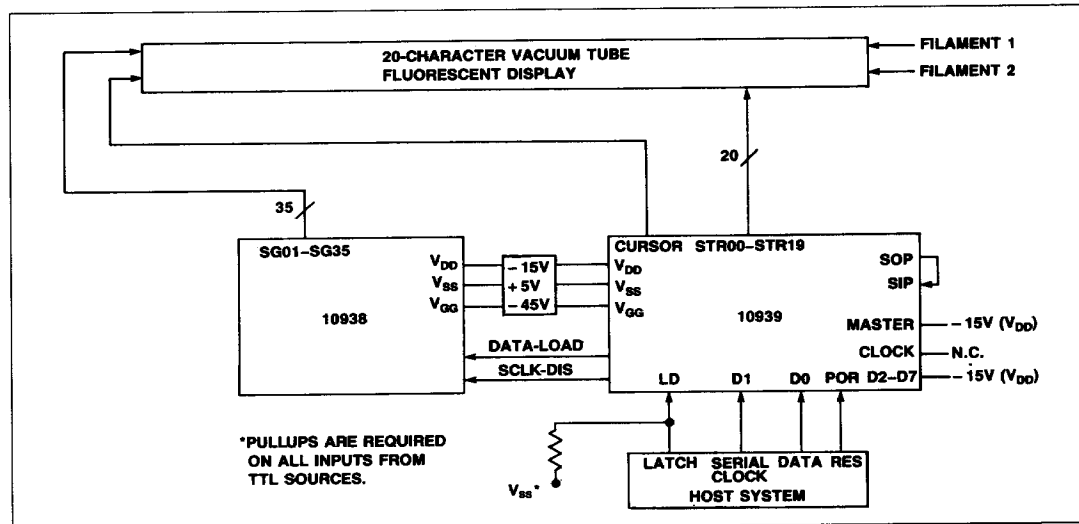 20-CHARACTER VACUUM TUBE
FLUORESCENT DISPLAY
FILAMENT 1
FILAMENT 2
20
35
SG01–SG35
VDD
VSS
VGG
10938
– 15V
+ 5V
– 45V
CURSOR STR00–STR19
VDD
VSS
VGG
10939
SOP
SIP
MASTER
– 15V (VDD)
CLOCK
N.C.
D2–D7
– 15V (VDD)
LD D1 D0 POR
DATA-LOAD
SCLK-DIS
*PULLUPS ARE REQUIRED
ON ALL INPUTS FROM
TTL SOURCES.
VSS*
LATCH SERIAL DATA RES
CLOCK
HOST SYSTEM